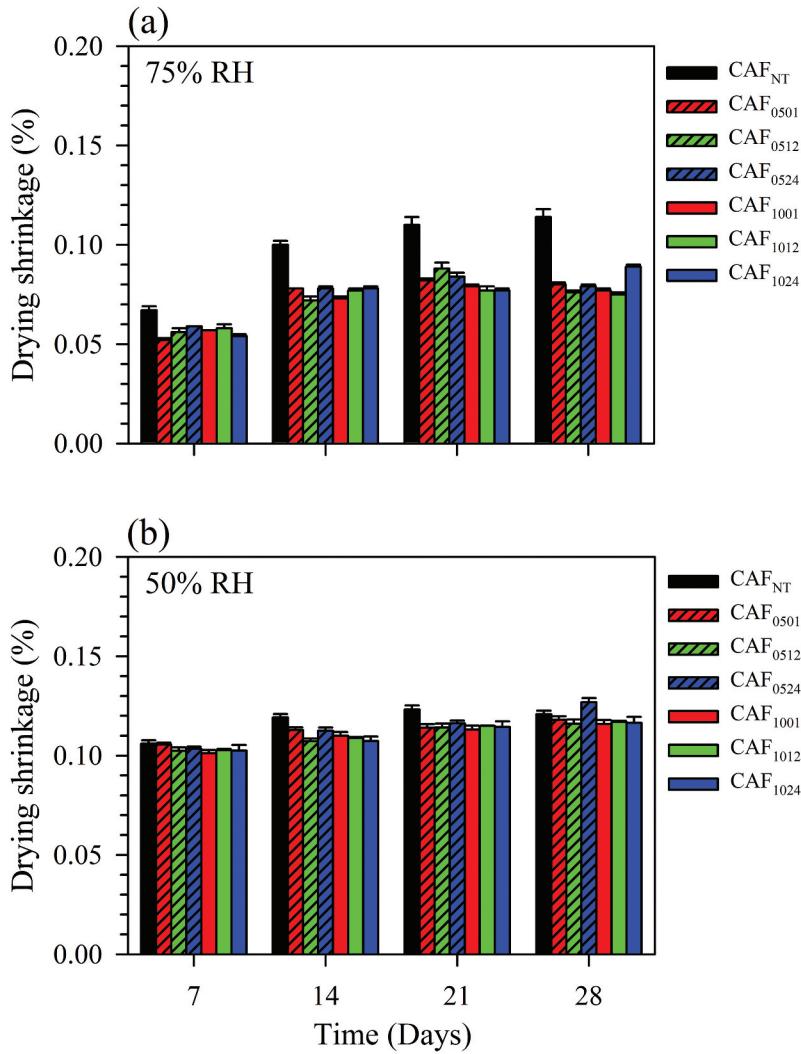 (a)
75% RH
Drying shrinkage (%)
0.20
0.15
0.10
0.05
0.00
CAF_NT
CAF_0501
CAF_0512
CAF_0524
CAF_1001
CAF_1012
CAF_1024
(b)
50% RH
Drying shrinkage (%)
0.20
0.15
0.10
0.05
0.00
CAF_NT
CAF_0501
CAF_0512
CAF_0524
CAF_1001
CAF_1012
CAF_1024
7 14 21 28
Time (Days)